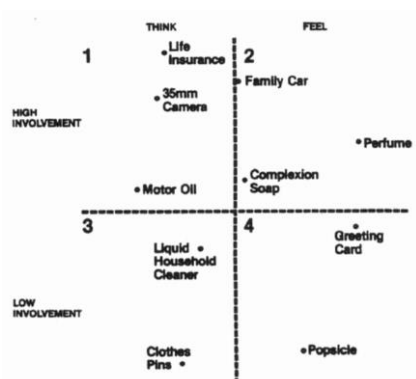 THINK
FEEL
1
Life
Insurance
2
Family Car
35mm
Camera
HIGH
INVOLVEMENT
Perfume
Complexion
Soap
Motor Oil
3
4
Liquid
Household
Cleaner
Greeting
Card
LOW
INVOLVEMENT
Clothes
Pins
Popsicle